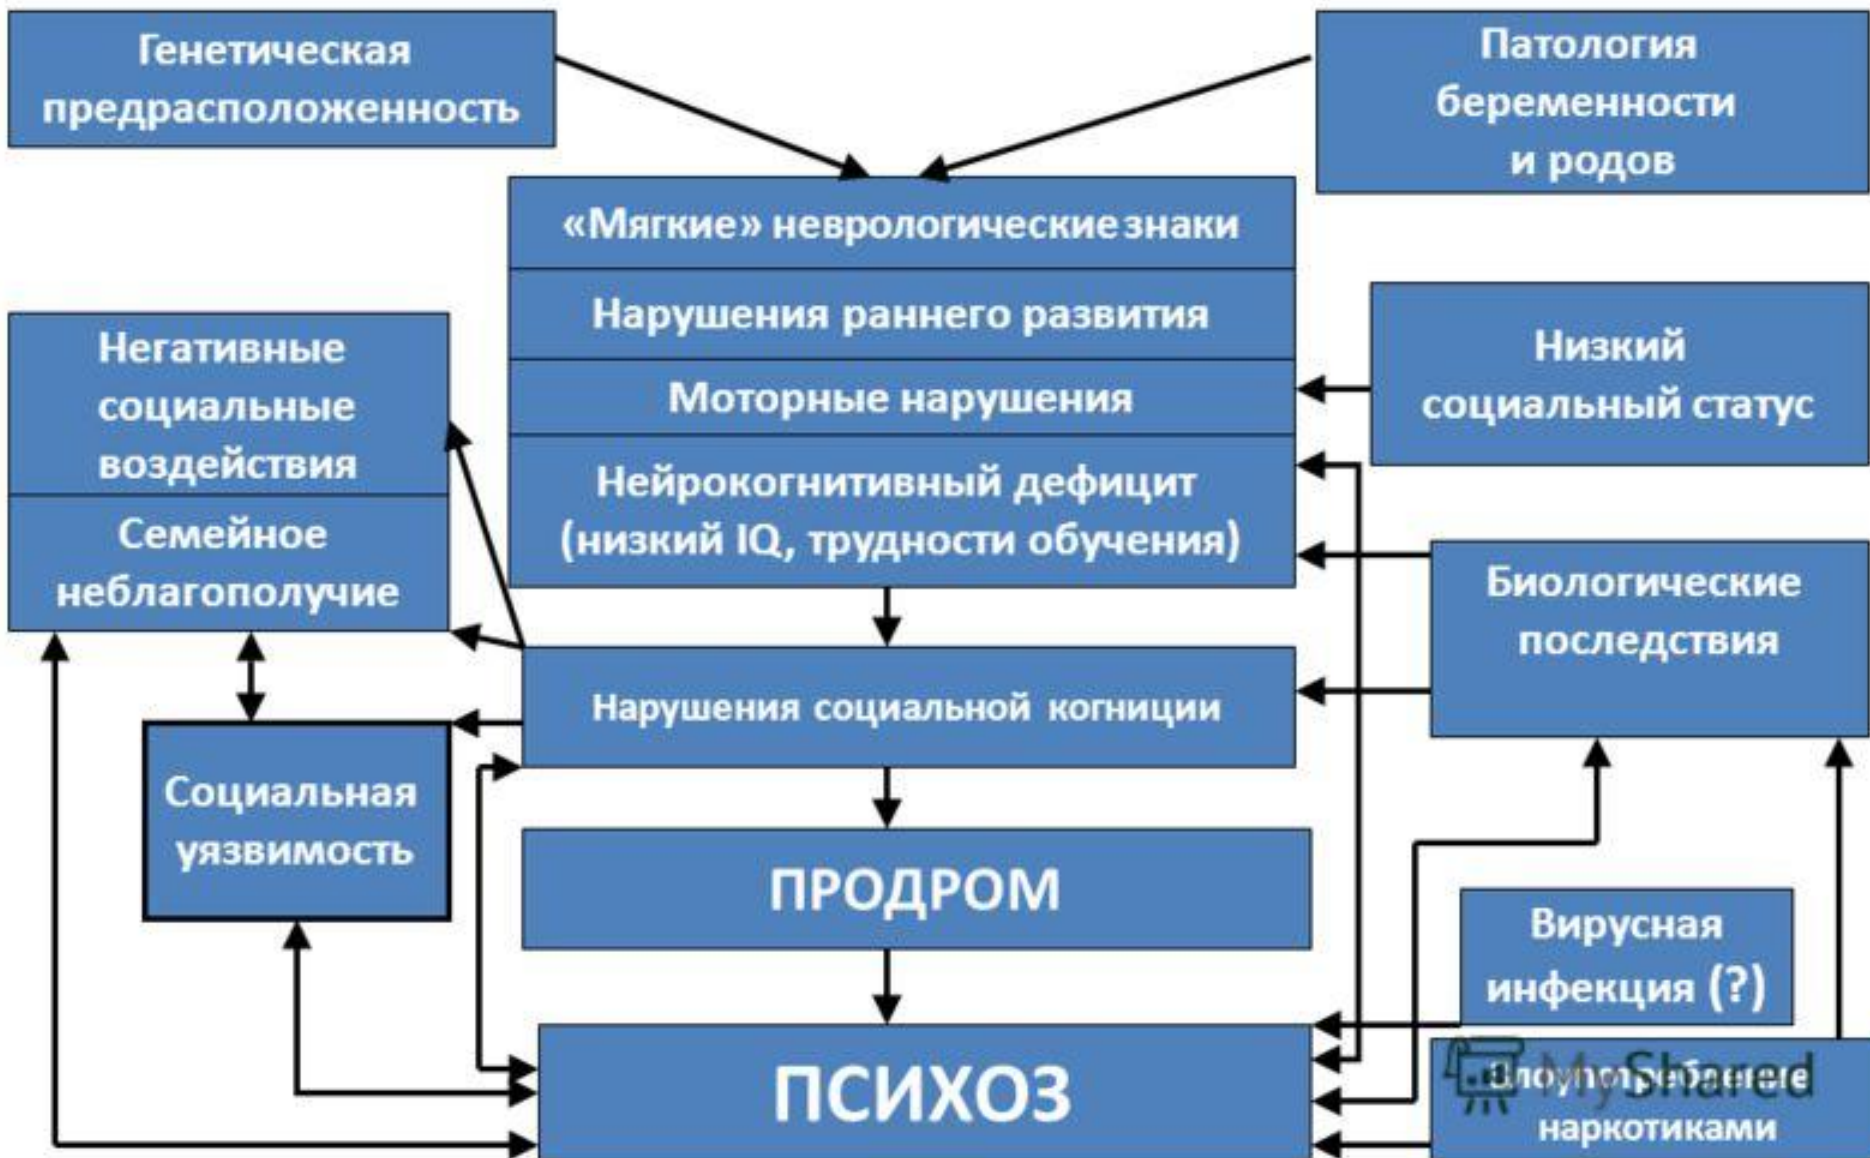 Генетическая
предрасположенность
Патология
беременности
и родов
«Мягкие» неврологические знаки
Нарушения раннего развития
Моторные нарушения
Нейрокогнитивный дефицит
(низкий IQ, трудности обучения)
Негативные
социальные
воздействия
Семейное
неблагополучие
Низкий
социальный статус
Биологические
последствия
Нарушения социальной когниции
Социальная
уязвимость
ПРОДРОМ
Вирусная
инфекция (?)
ПСИХОЗ
Злоупотребление
наркотиками
MyShared